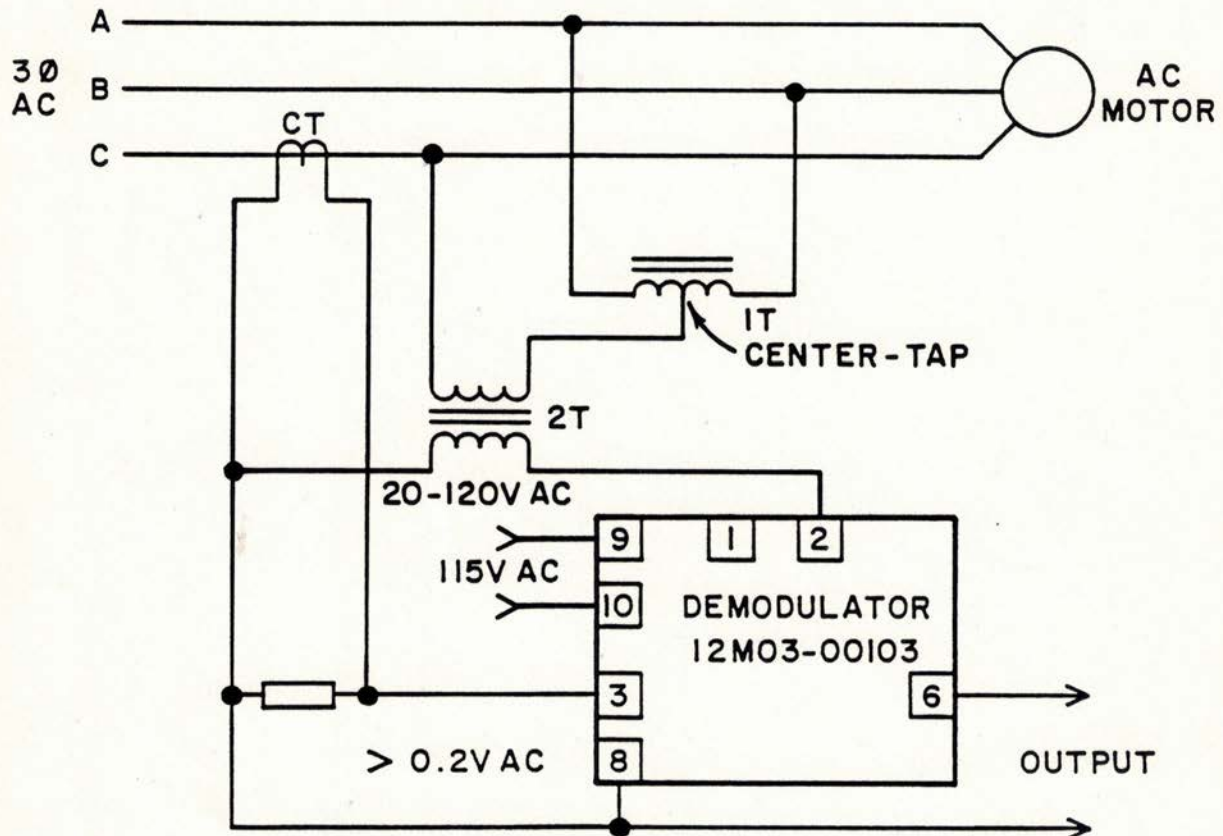 A
3Ø
AC
B
AC
MOTOR
CT
C
1T
CENTER-TAP
2T
20-120V AC
9
1
2
115V AC
10
DEMODULATOR
12M03-00103
3
6
> 0.2V AC
8
OUTPUT